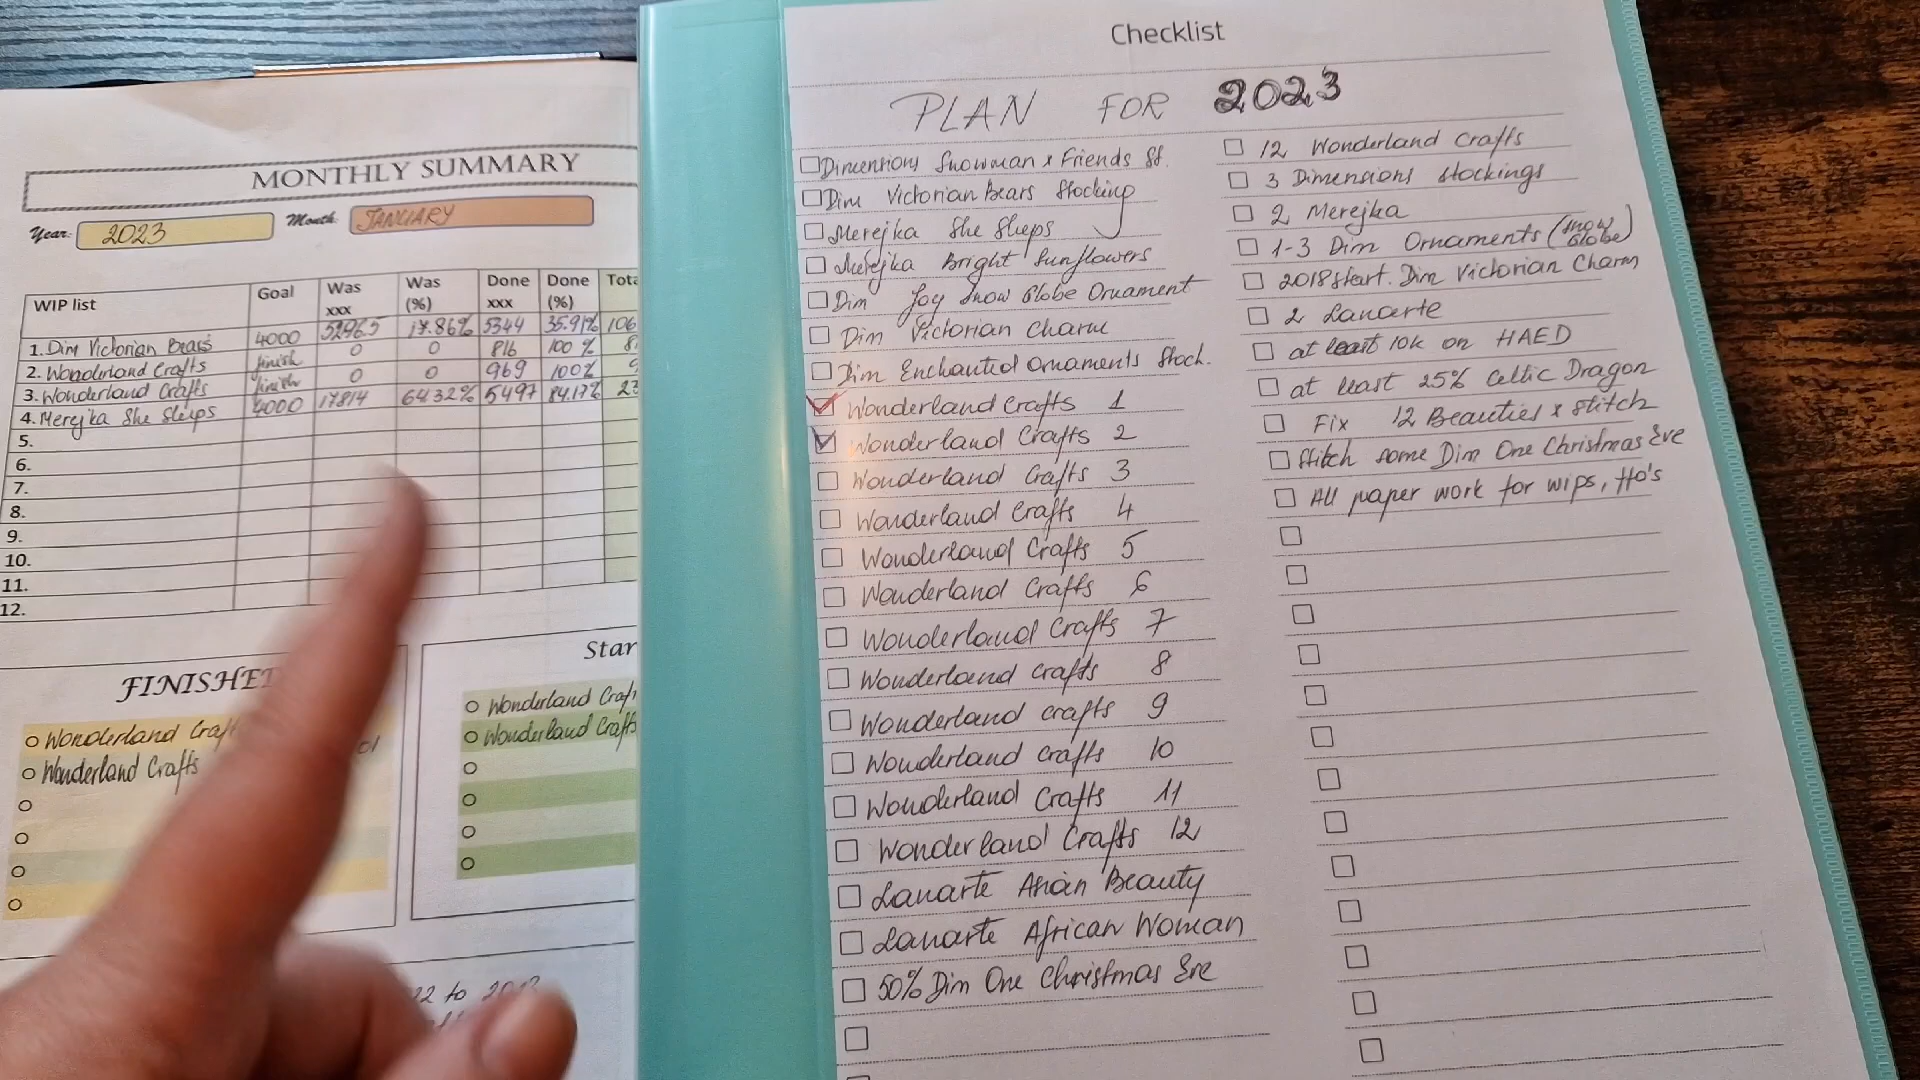 MONTHLY SUMMARY
Year: 2023 Month: JANUARY
WIP list Goal Was xxx Was (%) Done xxx Done (%)
1. Dim Victorian Bears 4000 17.86% 5344 35.91%
2. Wonderland Crafts finish 0 0 816 100%
3. Wonderland Crafts finish 0 0 969 100%
4. Merejka She Sleeps 4000 17814 64.32% 5497 84.17%
5.
6.
7.
8.
9.
10.
11.
12.
FINISHED
Wonderland
Wonderland Crafts
Wonderland
Wonderland Crafts
Checklist
PLAN FOR 2023
Dimensions Snowman & Friends St.
Dim Victorian Bears Stocking
Merejka She Sleeps
Merejka Bright Sunflowers
Dim Joy Snow Globe Ornament
Dim Victorian Charm
Dim Enchanted Ornaments Stock.
Wonderland Crafts 1
Wonderland Crafts 2
Wonderland Crafts 3
Wonderland Crafts 4
Wonderland Crafts 5
Wonderland Crafts 6
Wonderland Crafts 7
Wonderland Crafts 8
Wonderland crafts 9
Wonderland Crafts 10
Wonderland Crafts 11
Wonderland Crafts 12
Lanarte Asian Beauty
Lanarte African Woman
50% Dim One Christmas Eve
12 Wonderland Crafts
3 Dimensions stockings
2 Merejka
1-3 Dim Ornaments (Snow Globe)
2018 start. Dim Victorian Charm
2 Lanarte
at least 10k on HAED
at least 25% Celtic Dragon
Fix 12 Beauties & stitch
Stitch some Dim One Christmas Eve
All paper work for wips, Ho's